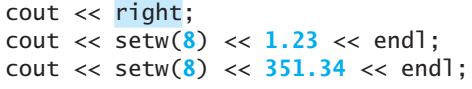 cout << right;
cout << setw(8) << 1.23 << endl;
cout << setw(8) << 351.34 << endl;